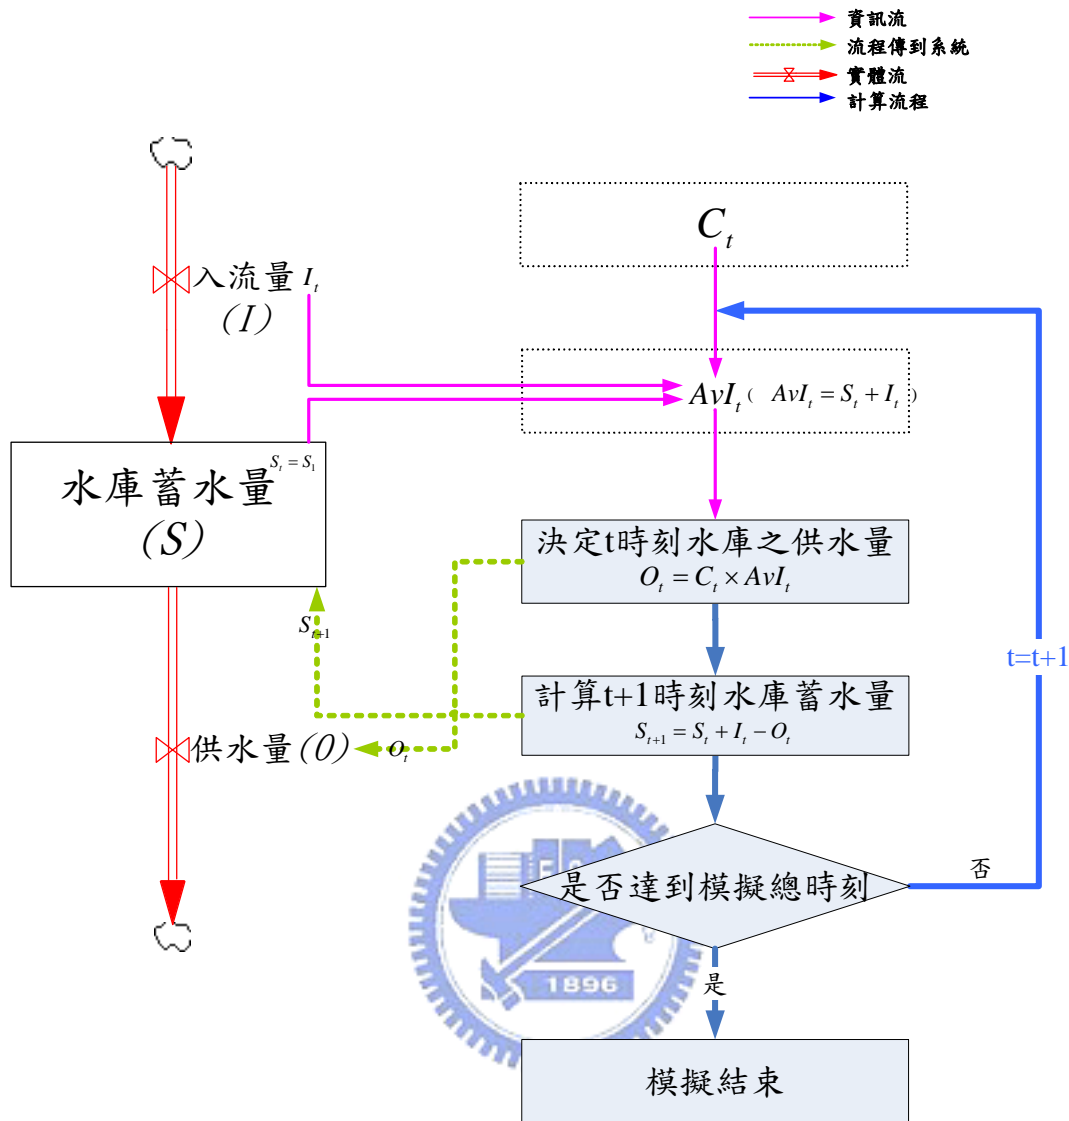 資訊流
流程傳到系統
實體流
計算流程
C_t
入流量 I_t
(I)
AvI_t ( AvI_t = S_t + I_t )
S_t = S_1
水庫蓄水量
(S)
決定t時刻水庫之供水量
O_t = C_t × AvI_t
S_{t+1}
t=t+1
計算t+1時刻水庫蓄水量
S_{t+1} = S_t + I_t − O_t
供水量(O)
O_t
是否達到模擬總時刻
否
1896
是
模擬結束